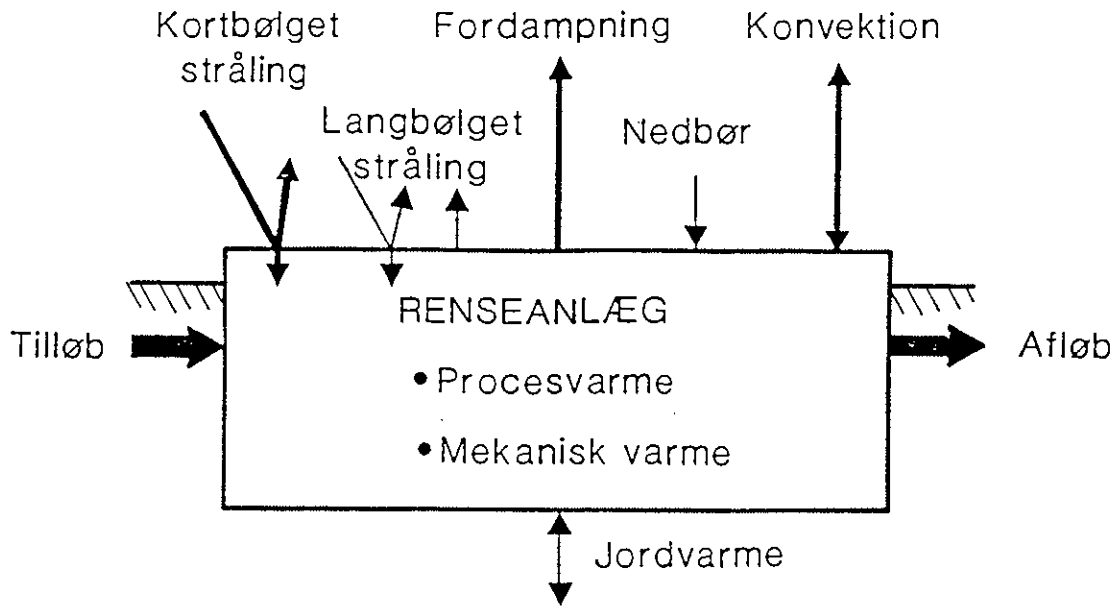 Kortbølget
stråling
Fordampning
Konvektion
Langbølget
stråling
Nedbør
RENSEANLÆG
Tilløb
Afløb
• Procesvarme
• Mekanisk varme
Jordvarme